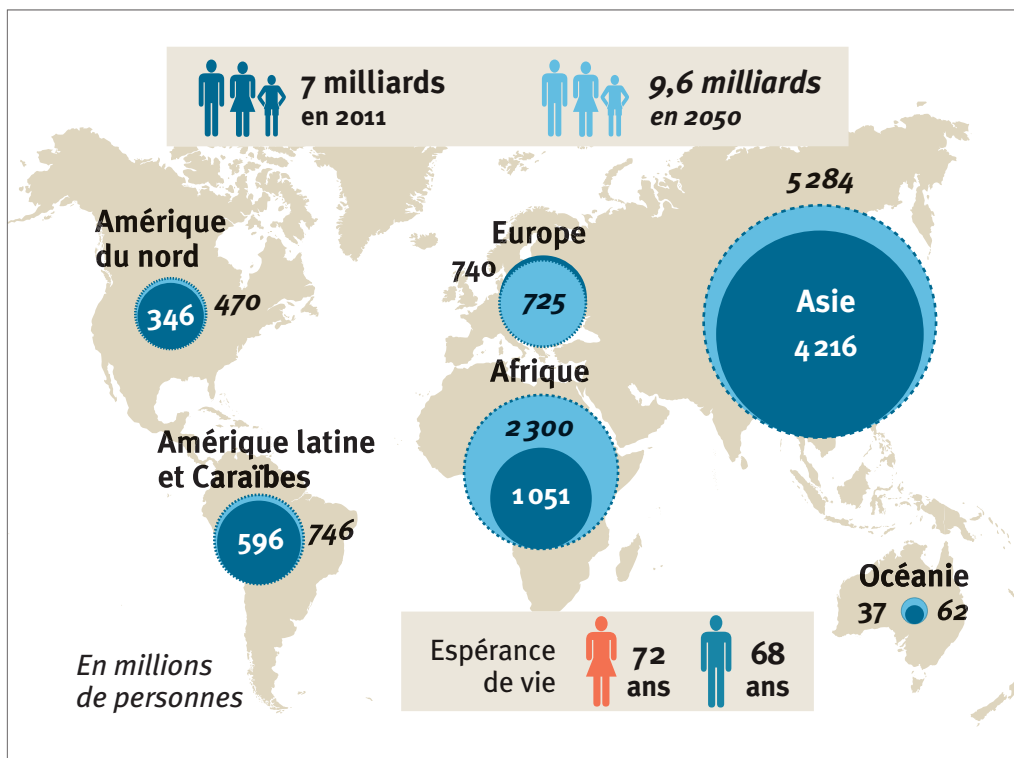 7 milliards
en 2011
9,6 milliards
en 2050
5 284
Amérique
du nord
346
470
Europe
740
725
Asie
4 216
Afrique
2 300
1 051
Amérique latine
et Caraïbes
596
746
Océanie
37
62
Espérance
de vie
72
ans
68
ans
En millions
de personnes